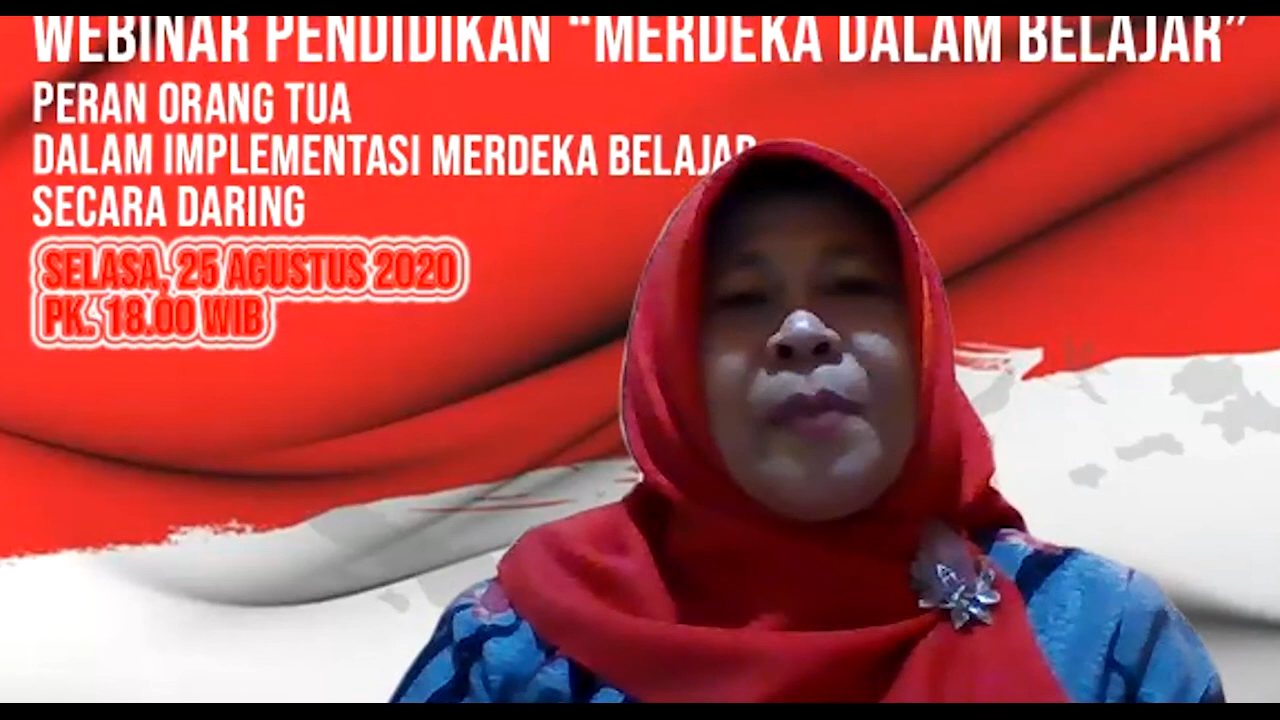 WEBINAR PENDIDIKAN “MERDEKA DALAM BELAJAR”
PERAN ORANG TUA
DALAM IMPLEMENTASI MERDEKA BELAJAR
SECARA DARING
SELASA, 25 AGUSTUS 2020
PK. 18.00 WIB